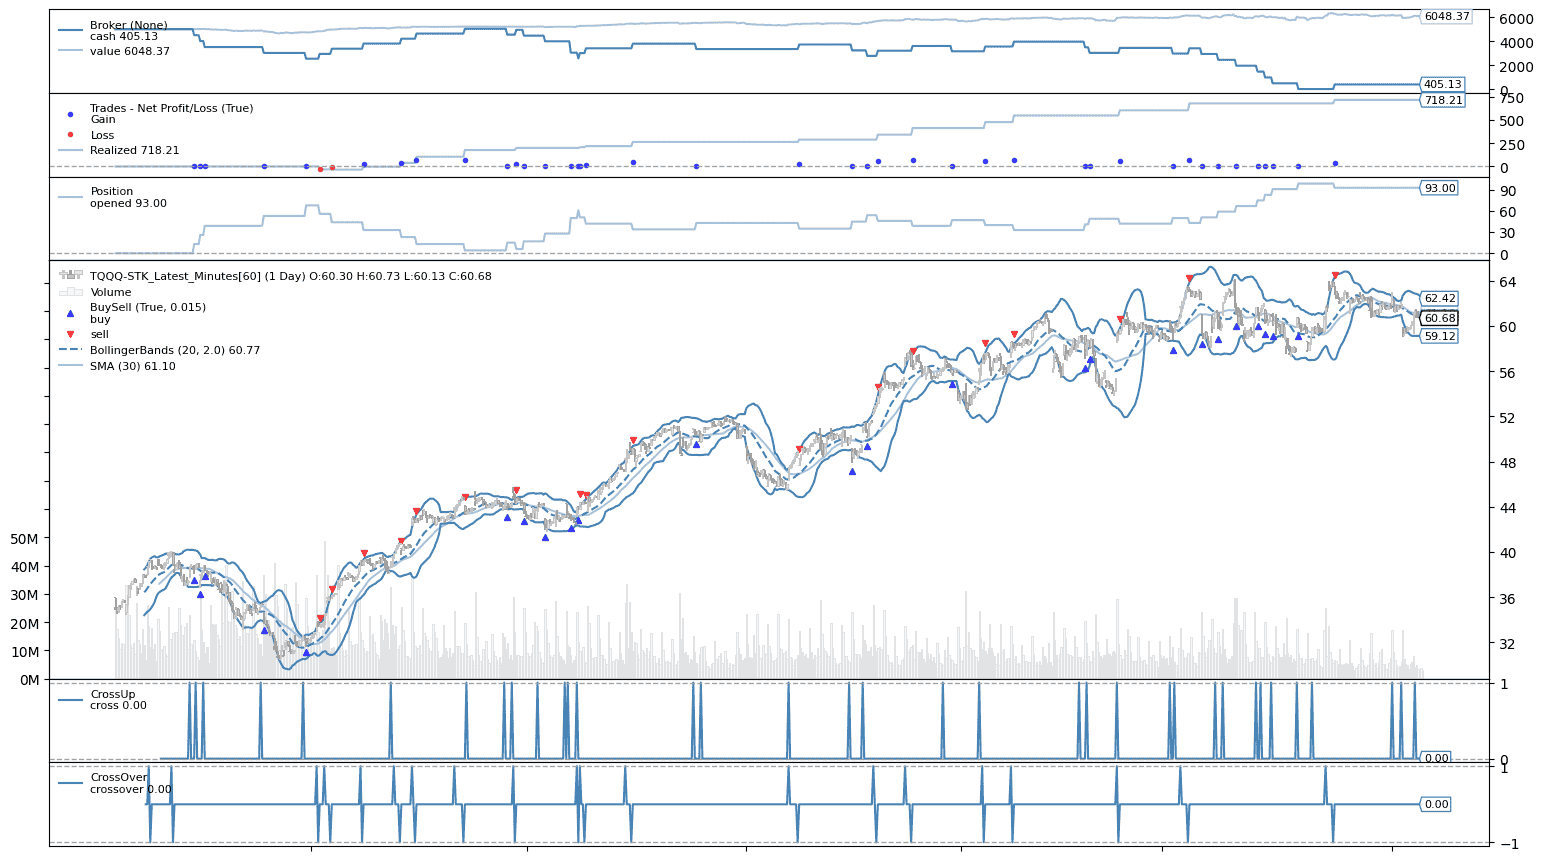 Broker (None)
cash 405.13
value 6048.37
6048.37
6000
4000
2000
405.13
0
Trades - Net Profit/Loss (True)
Gain
Loss
Realized 718.21
718.21
750
500
250
0
Position
opened 93.00
93.00
90
60
30
0
TQQQ-STK_Latest_Minutes[60] (1 Day) O:60.30 H:60.73 L:60.13 C:60.68
Volume
BuySell (True, 0.015)
buy
sell
BollingerBands (20, 2.0) 60.77
SMA (30) 61.10
64
62.42
60.68
60
59.12
56
52
48
44
40
36
32
50M
40M
30M
20M
10M
0M
CrossUp
cross 0.00
1
0.00
0
CrossOver
crossover 0.00
1
0.00
−1